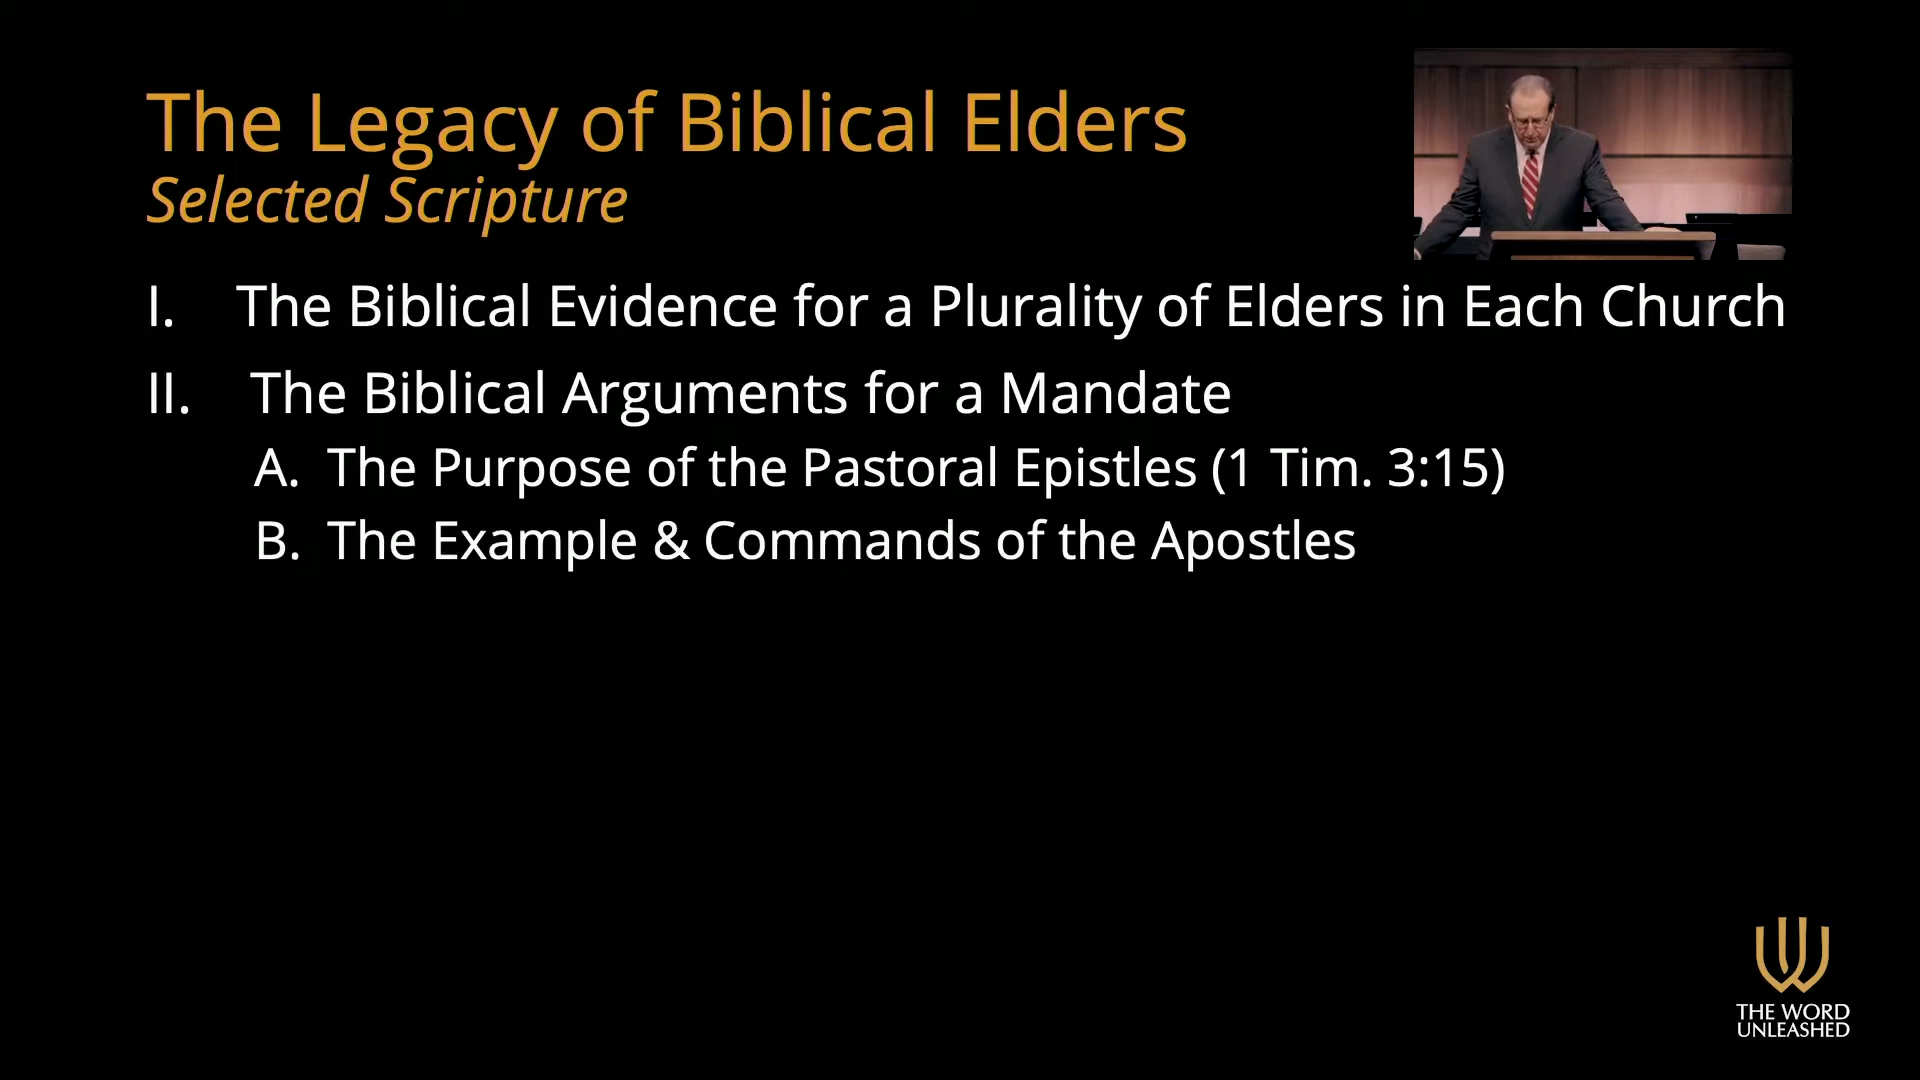 The Legacy of Biblical Elders
Selected Scripture
I. The Biblical Evidence for a Plurality of Elders in Each Church
II. The Biblical Arguments for a Mandate
A. The Purpose of the Pastoral Epistles (1 Tim. 3:15)
B. The Example & Commands of the Apostles
THE WORD
UNLEASHED